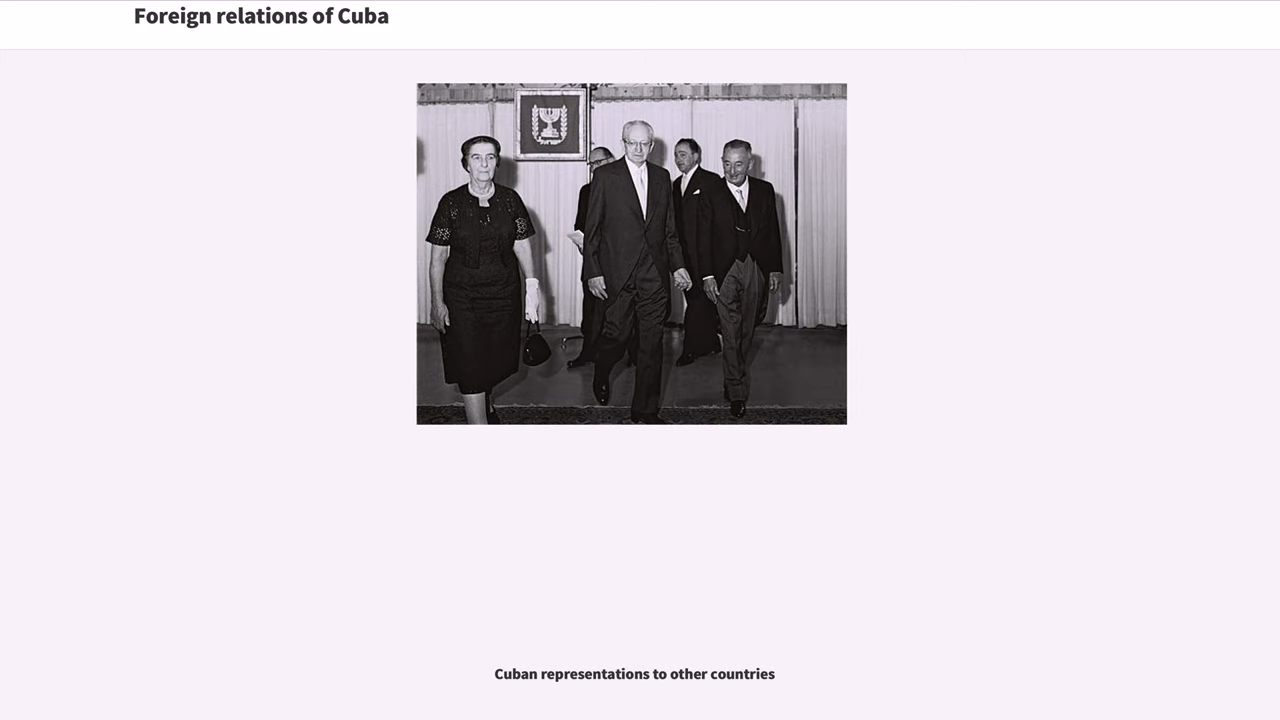 Foreign relations of Cuba
Cuban representations to other countries